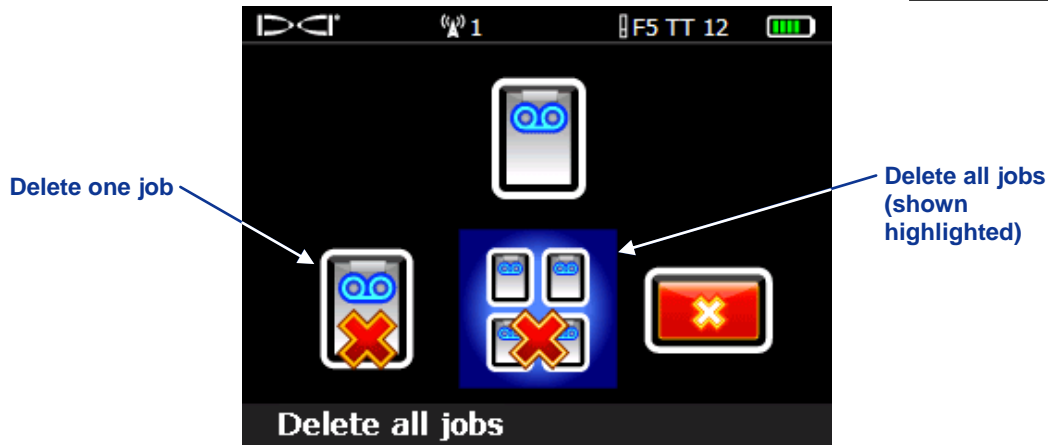 DCI
1
F5 TT 12
Delete one job
Delete all jobs
(shown
highlighted)
Delete all jobs